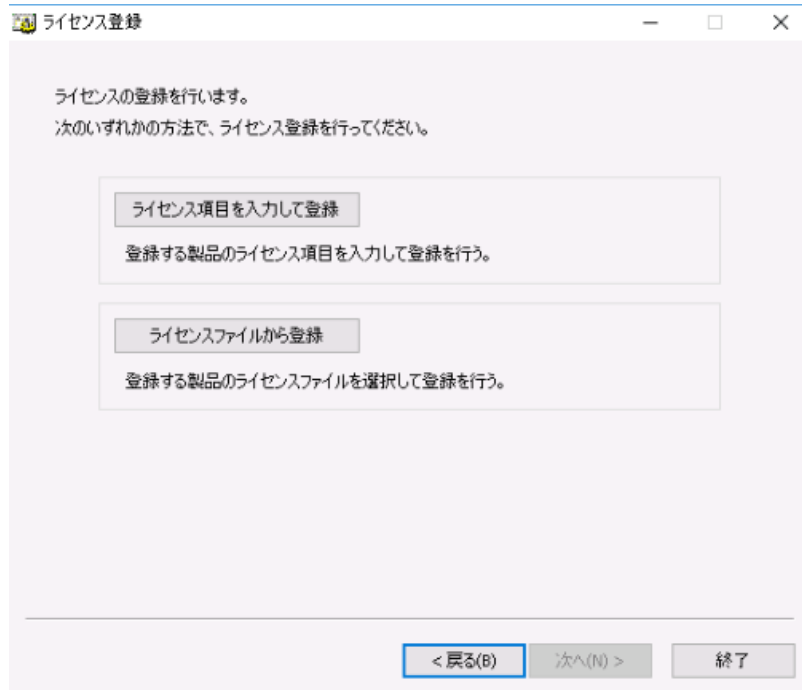 ライセンス登録
ライセンスの登録を行います。
次のいずれかの方法で、ライセンス登録を行ってください。
ライセンス項目を入力して登録
登録する製品のライセンス項目を入力して登録を行う。
ライセンスファイルから登録
登録する製品のライセンスファイルを選択して登録を行う。
< 戻る(B)
次へ(N) >
終了